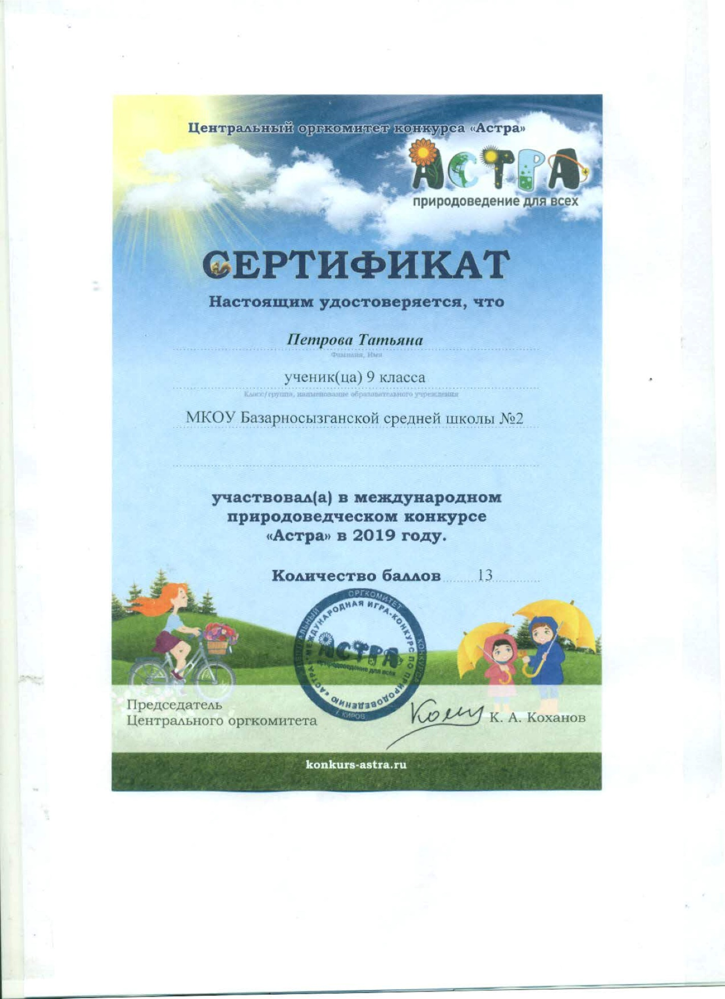 Центральный оргкомитет конкурса «Астра»
АСТРА
природоведение для всех
СЕРТИФИКАТ
Настоящим удостоверяется, что
Петрова Татьяна
Фамилия, Имя
ученик(ца) 9 класса
Класс/группа, наименование образовательного учреждения
МКОУ Базарносызганской средней школы №2
участвовал(а) в международном
природоведческом конкурсе
«Астра» в 2019 году.
Количество баллов 13
ЦЕНТРАЛЬНЫЙ ОРГКОМИТЕТ КОНКУРСА
МЕЖДУНАРОДНАЯ ИГРА-КОНКУРС ПО ПРИРОДОВЕДЕНИЮ «АСТРА»
АСТРА
природоведение для всех
г. КИРОВ
Председатель
Центрального оргкомитета
К. А. Коханов
konkurs-astra.ru